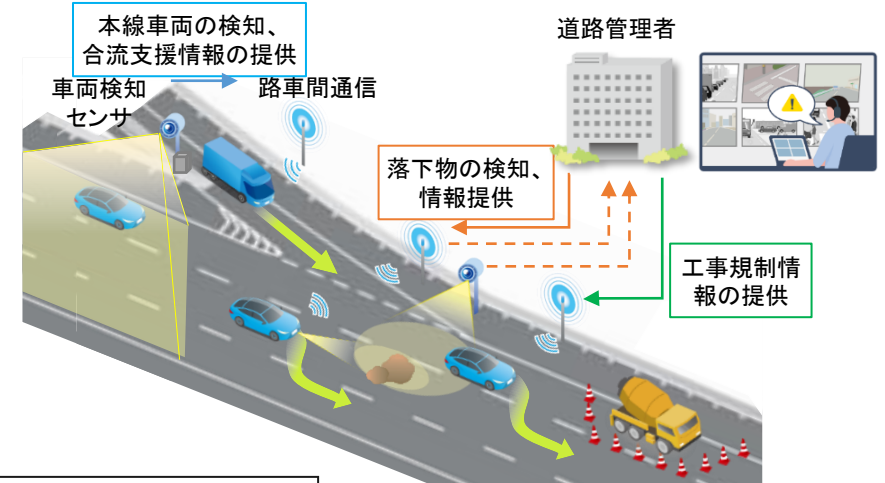 本線車両の検知、
合流支援情報の提供
車両検知
センサ
路車間通信
道路管理者
落下物の検知、
情報提供
工事規制情
報の提供